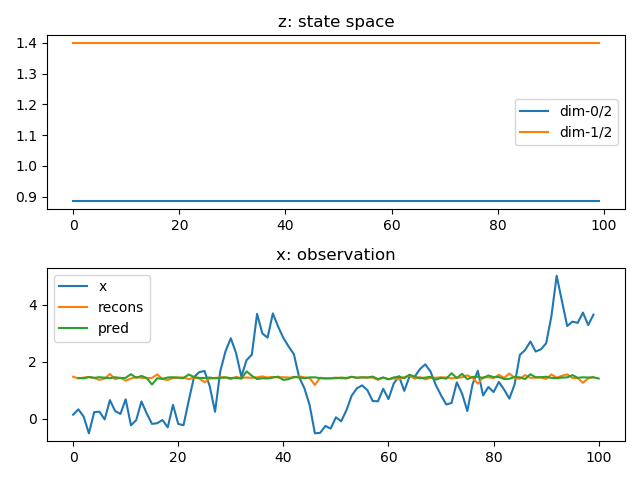 z: state space
1.4
1.3
1.2
1.1
1.0
0.9
dim-0/2
dim-1/2
0 20 40 60 80 100
x: observation
4
2
0
x
recons
pred
0 20 40 60 80 100